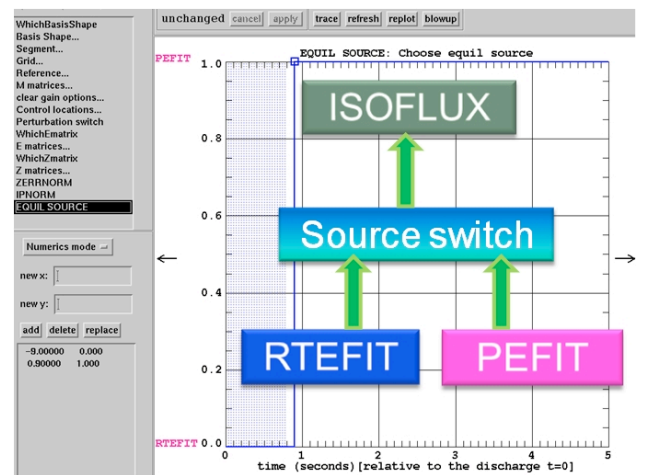 unchanged cancel apply trace refresh replot blowup
WhichBasisShape
Basis Shape...
Segment...
Grid...
Reference...
M matrices...
clear gain options...
Control locations...
Perturbation switch
WhichEmatrix
E matrices...
WhichZmatrix
Z matrices...
ZERRNORM
IPNORM
EQUIL SOURCE
Numerics mode
new x:
new y:
add delete replace
-9.00000 0.000
0.90000 1.000
EQUIL SOURCE: Choose equil source
PEFIT 1.0
0.8
0.6
0.4
0.2
RTEFIT 0.0
ISOFLUX
Source switch
RTEFIT PEFIT
0 1 2 3 4 5
time (seconds)[relative to the discharge t=0]